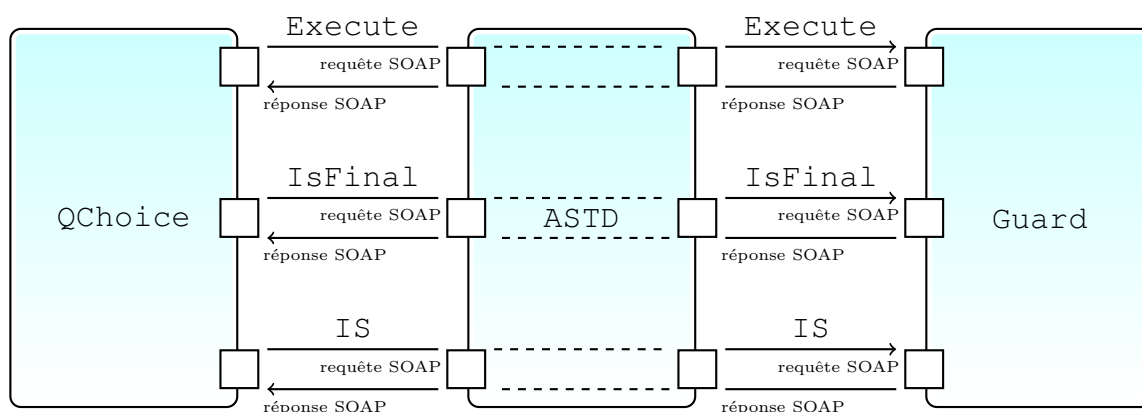 Execute
Execute
requête SOAP
requête SOAP
réponse SOAP
réponse SOAP
IsFinal
IsFinal
requête SOAP
requête SOAP
QChoice
ASTD
Guard
réponse SOAP
réponse SOAP
IS
IS
requête SOAP
requête SOAP
réponse SOAP
réponse SOAP